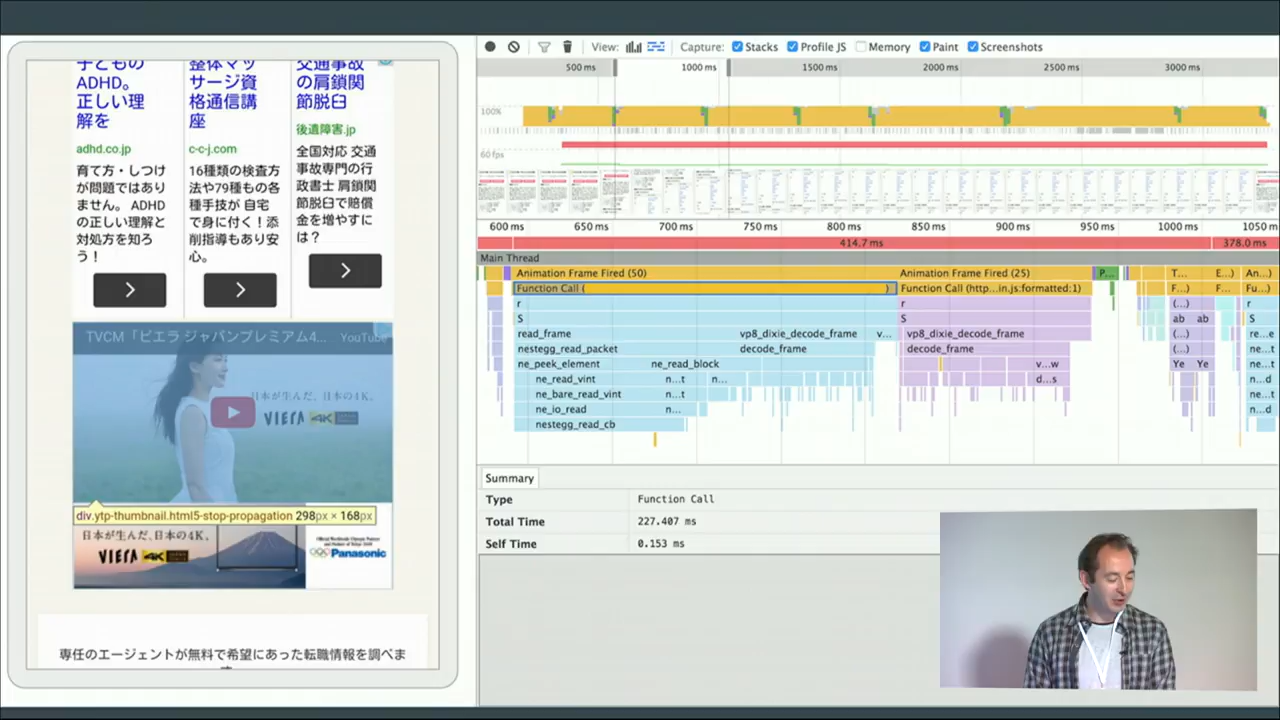 子どもの
ADHD。
正しい理
解を
adhd.co.jp
育て方・しつけ
が問題ではあり
ません。ADHD
の正しい理解と
対処方を知ろ
う！
整体マッ
サージ資
格通信講
座
c-c-j.com
16種類の検査方
法や79種もの各
種手技が 自宅
で身に付く！添
削指導もあり安
心。
交通事故
の肩鎖関
節脱臼
後遺障害.jp
全国対応 交通
事故専門の行
政書士 肩鎖関
節脱臼で賠償
金を増やすに
は？
TVCM「ビエラ ジャパンプレミアム4... YouTube
日本が生んだ、日本の4K。
VIERA 4K
div.ytp-thumbnail.html5-stop-propagation 298px × 168px
日本が生んだ、日本の4K。
VIERA 4K
Panasonic
専任のエージェントが無料で希望にあった転職情報を調べま
View: Capture: Stacks Profile JS Memory Paint Screenshots
500 ms 1000 ms 1500 ms 2000 ms 2500 ms 3000 ms
100%
60 fps
600 ms 650 ms 700 ms 750 ms 800 ms 850 ms 900 ms 950 ms 1000 ms 1050 m
414.7 ms 378.0 ms
Main Thread
Animation Frame Fired (50) Animation Frame Fired (25) P... T... E...) An...)
Function Call ( ) Function Call (http...in.js:formatted:1) F...) F... Fu...)
r r (...) r
S S ab ab S
read_frame vp8_dixie_decode_frame v... vp8_dixie_decode_frame (...) re...e
nestegg_read_packet decode_frame decode_frame (...) ne...t
ne_peek_element ne_read_block v...w Ye Ye ne...t
ne_read_vint n...t n... d...s n...d
ne_bare_read_vint n...t ne...t
ne_io_read n... n...d
nestegg_read_cb
Summary
Type Function Call
Total Time 227.407 ms
Self Time 0.153 ms